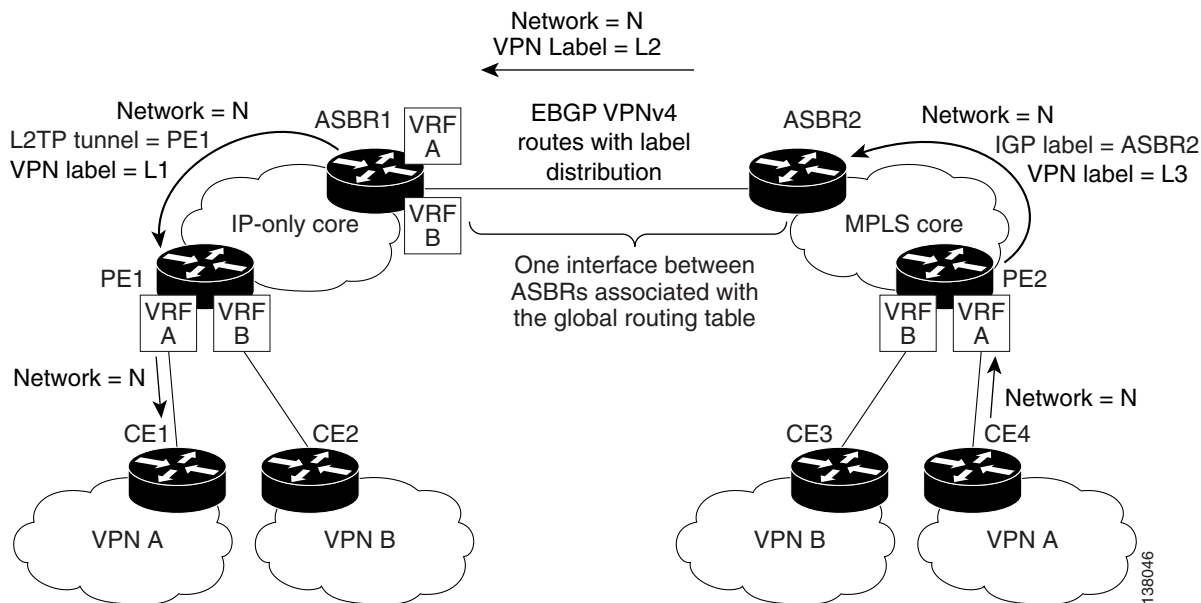 Network = N
VPN Label = L2
Network = N
L2TP tunnel = PE1
VPN label = L1
ASBR1
VRF
A
VRF
B
EBGP VPNv4
routes with label
distribution
ASBR2
Network = N
IGP label = ASBR2
VPN label = L3
IP-only core
MPLS core
One interface between
ASBRs associated with
the global routing table
PE1
VRF
A
VRF
B
PE2
VRF
B
VRF
A
Network = N
Network = N
CE1
CE2
CE3
CE4
VPN A
VPN B
VPN B
VPN A
138046